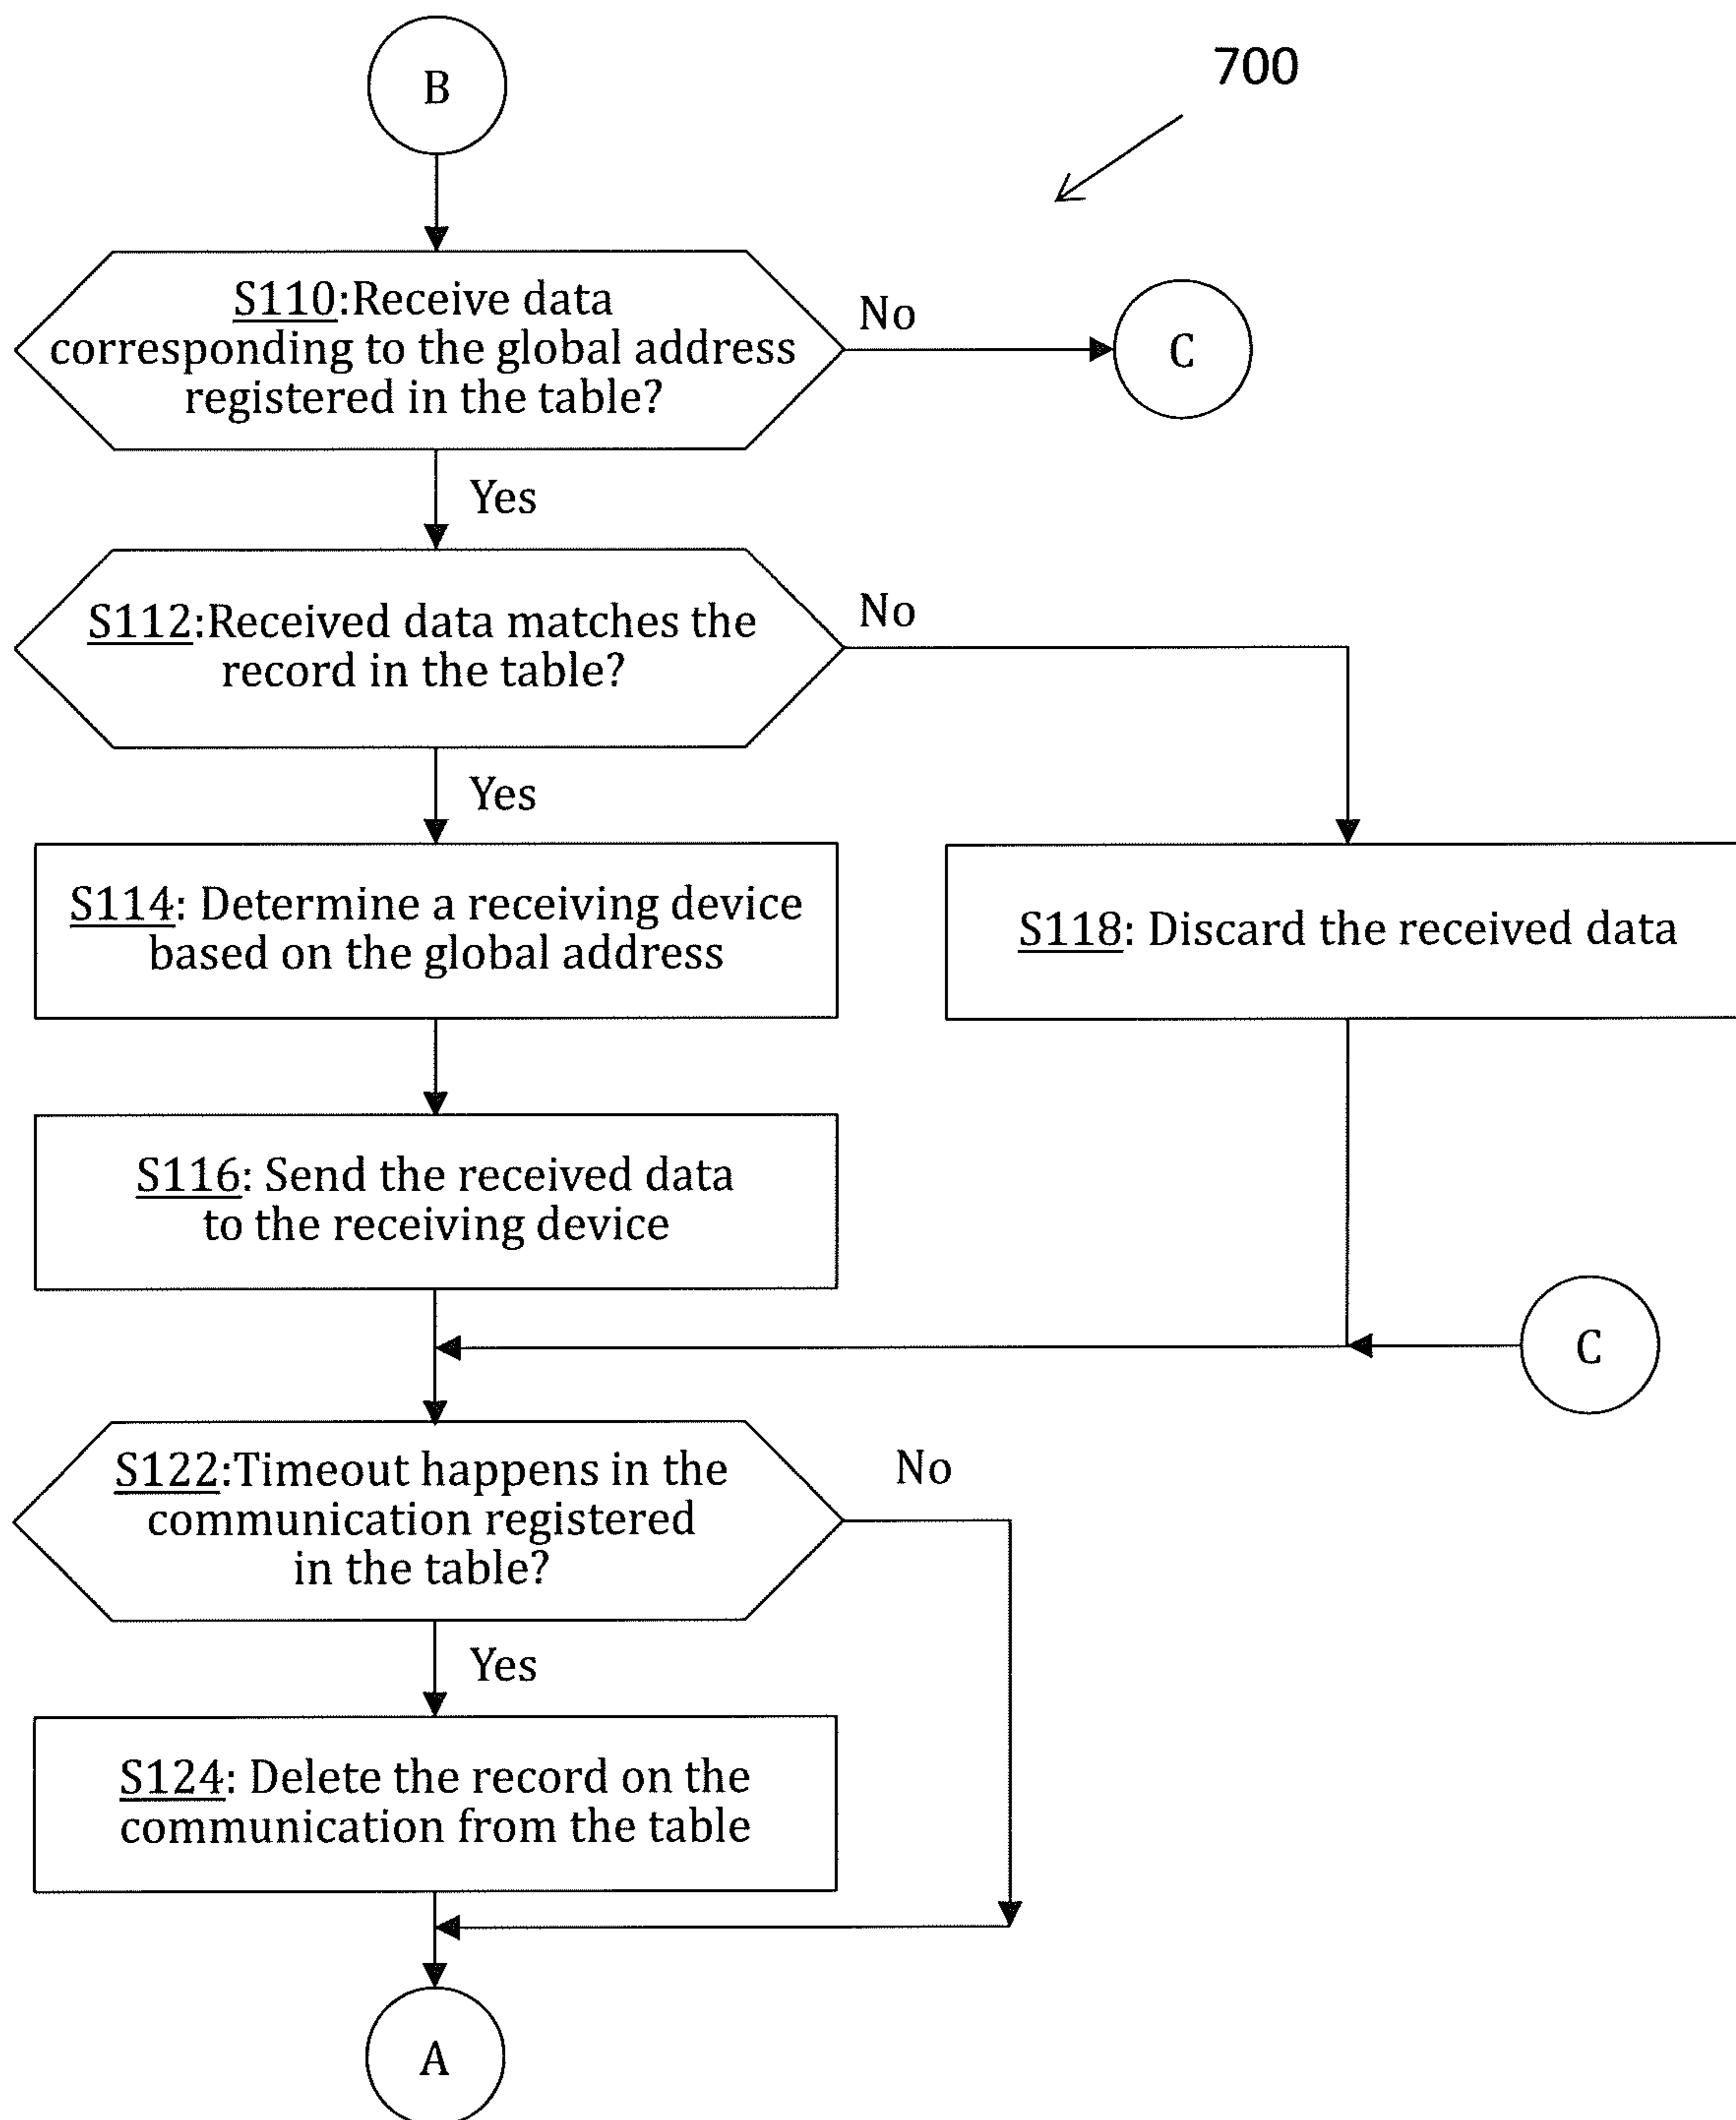 B
700
S110:Receive data
corresponding to the global address
registered in the table?
No
C
Yes
S112:Received data matches the
record in the table?
No
Yes
S114: Determine a receiving device
based on the global address
S118: Discard the received data
S116: Send the received data
to the receiving device
C
S122:Timeout happens in the
communication registered
in the table?
No
Yes
S124: Delete the record on the
communication from the table
A